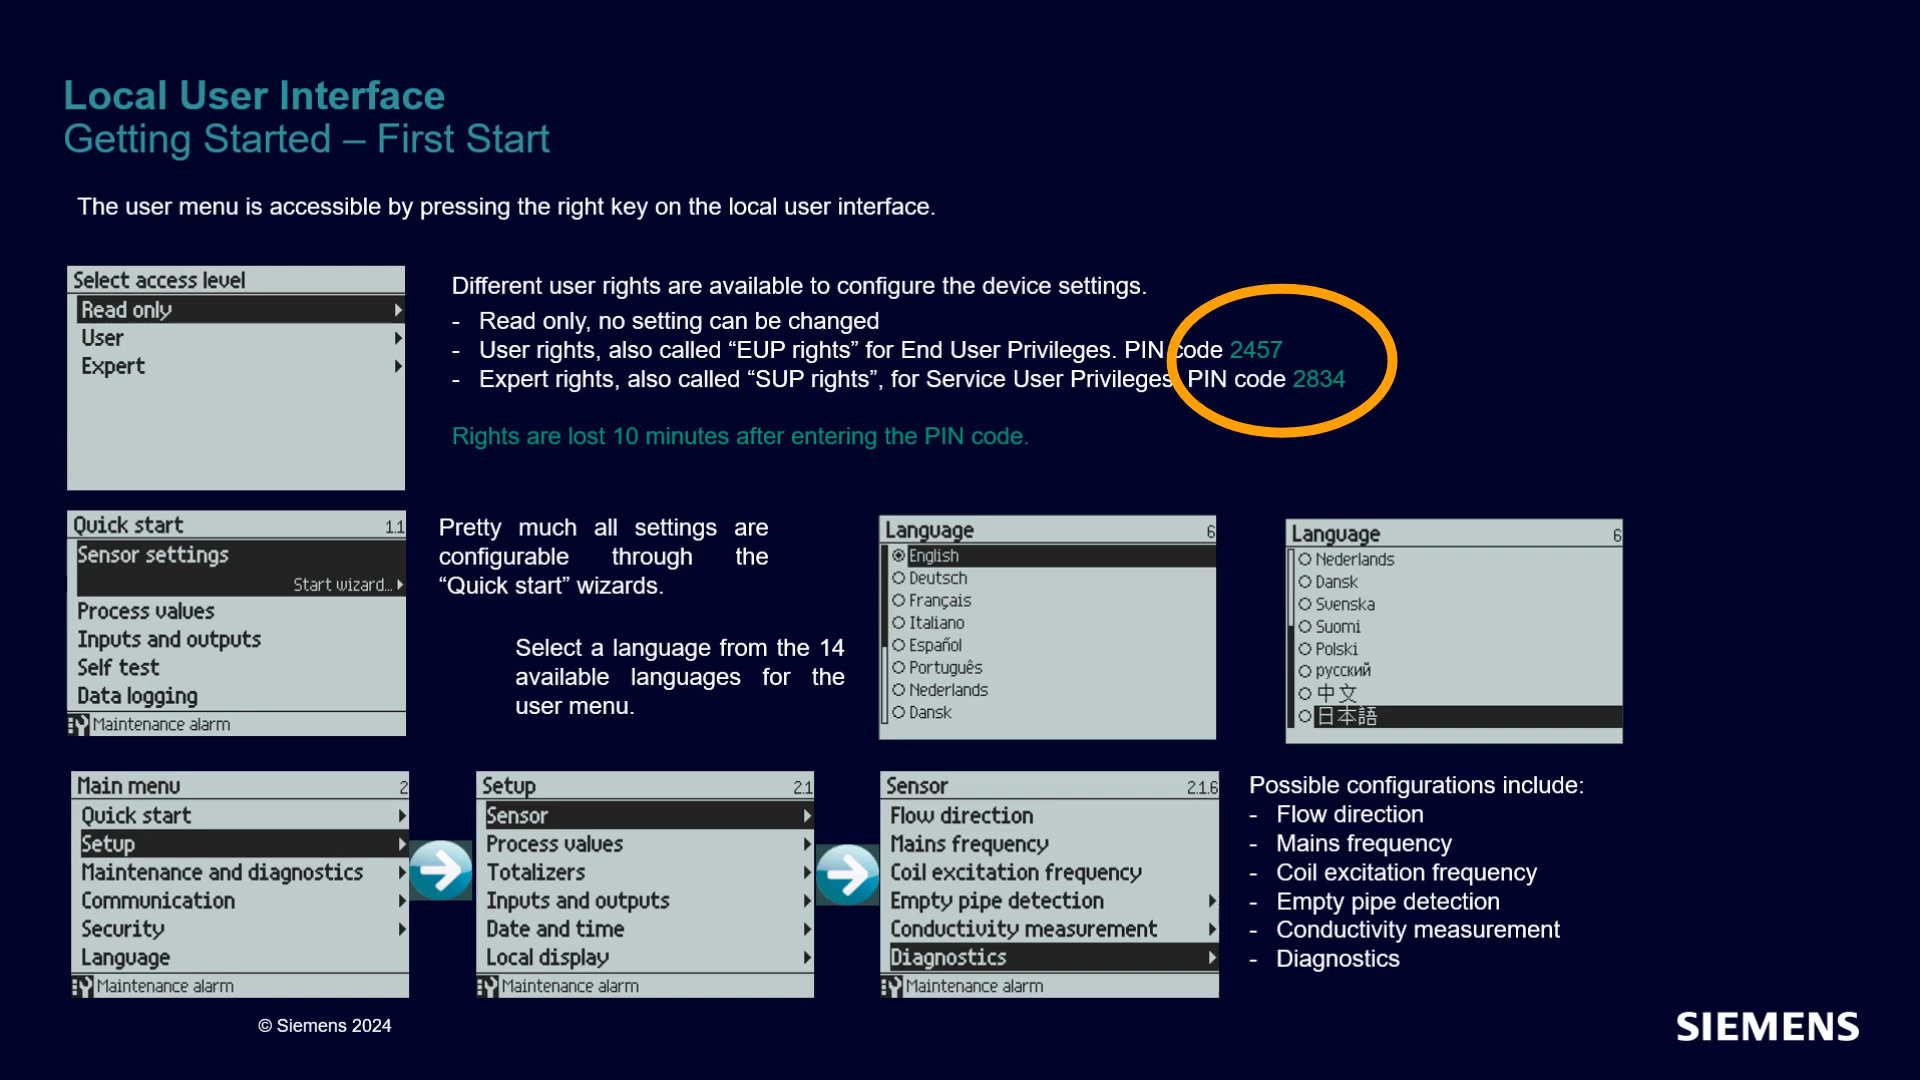 Local User Interface
Getting Started – First Start
The user menu is accessible by pressing the right key on the local user interface.
Select access level
Read only
User
Expert
Different user rights are available to configure the device settings.
- Read only, no setting can be changed
- User rights, also called “EUP rights” for End User Privileges. PIN code 2457
- Expert rights, also called “SUP rights”, for Service User Privileges. PIN code 2834
Rights are lost 10 minutes after entering the PIN code.
Quick start 1.1
Sensor settings
Start wizard...
Process values
Inputs and outputs
Self test
Data logging
Maintenance alarm
Pretty much all settings are
configurable through the
“Quick start” wizards.
Select a language from the 14
available languages for the
user menu.
Language 6
English
Deutsch
Français
Italiano
Español
Português
Nederlands
Dansk
Language 6
Nederlands
Dansk
Svenska
Suomi
Polski
русский
中文
日本語
Main menu 2
Quick start
Setup
Maintenance and diagnostics
Communication
Security
Language
Maintenance alarm
Setup 2.1
Sensor
Process values
Totalizers
Inputs and outputs
Date and time
Local display
Maintenance alarm
Sensor 2.1.6
Flow direction
Mains frequency
Coil excitation frequency
Empty pipe detection
Conductivity measurement
Diagnostics
Maintenance alarm
Possible configurations include:
- Flow direction
- Mains frequency
- Coil excitation frequency
- Empty pipe detection
- Conductivity measurement
- Diagnostics
© Siemens 2024
SIEMENS